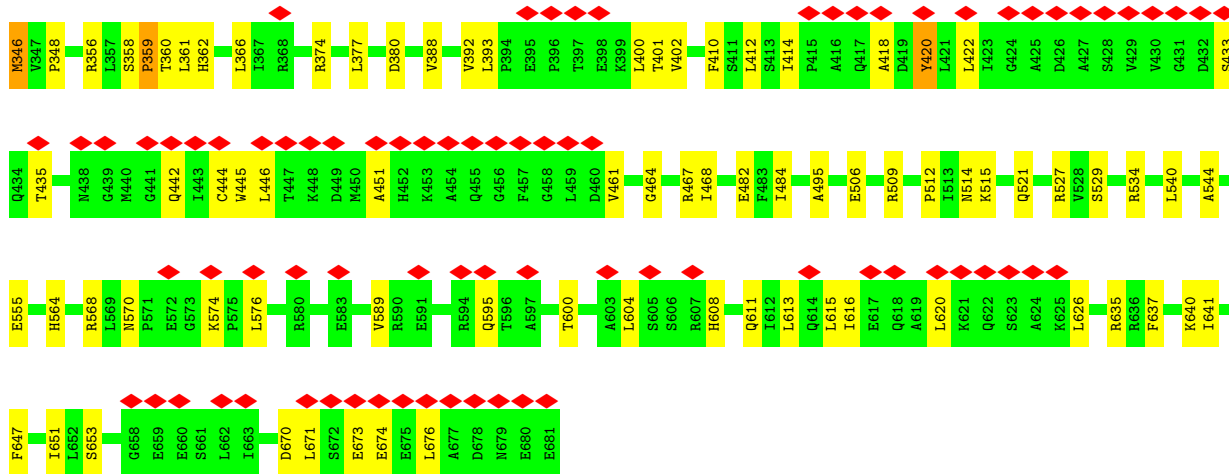 M346 V347 P348 R356 L357 S358 P359 T360 L361 H362 L366 I367 R368 R374 L377 D380 V388 V392 L393 P394 E395 P396 T397 E398 K399 L400 T401 V402 F410 S411 L412 S413 I414 P415 A416 Q417 A418 D419 Y420 L421 L422 I423 G424 A425 D426 A427 S428 V429 V430 G431 D432 S433
Q434 T435 N438 G439 M440 G441 Q442 I443 C444 W445 L446 T447 K448 D449 M450 A451 H452 K453 A454 Q455 G456 F457 G458 L459 D460 V461 G464 R467 I468 E482 F483 I484 A495 E506 R509 P512 I513 N514 K515 Q521 R527 V528 S529 R534 L540 A544
E555 H564 R568 L569 N570 P571 E572 G573 K574 P575 L576 R580 E583 V589 R590 E591 R594 Q595 T596 A597 T600 A603 L604 S605 S606 R607 H608 Q611 I612 L613 Q614 L615 I616 E617 Q618 A619 L620 K621 Q622 S623 A624 K625 L626 R635 R636 F637 K640 I641
F647 I651 L652 S653 G658 E659 E660 S661 L662 I663 D670 L671 S672 E673 E674 E675 L676 A677 D678 N679 E680 E681